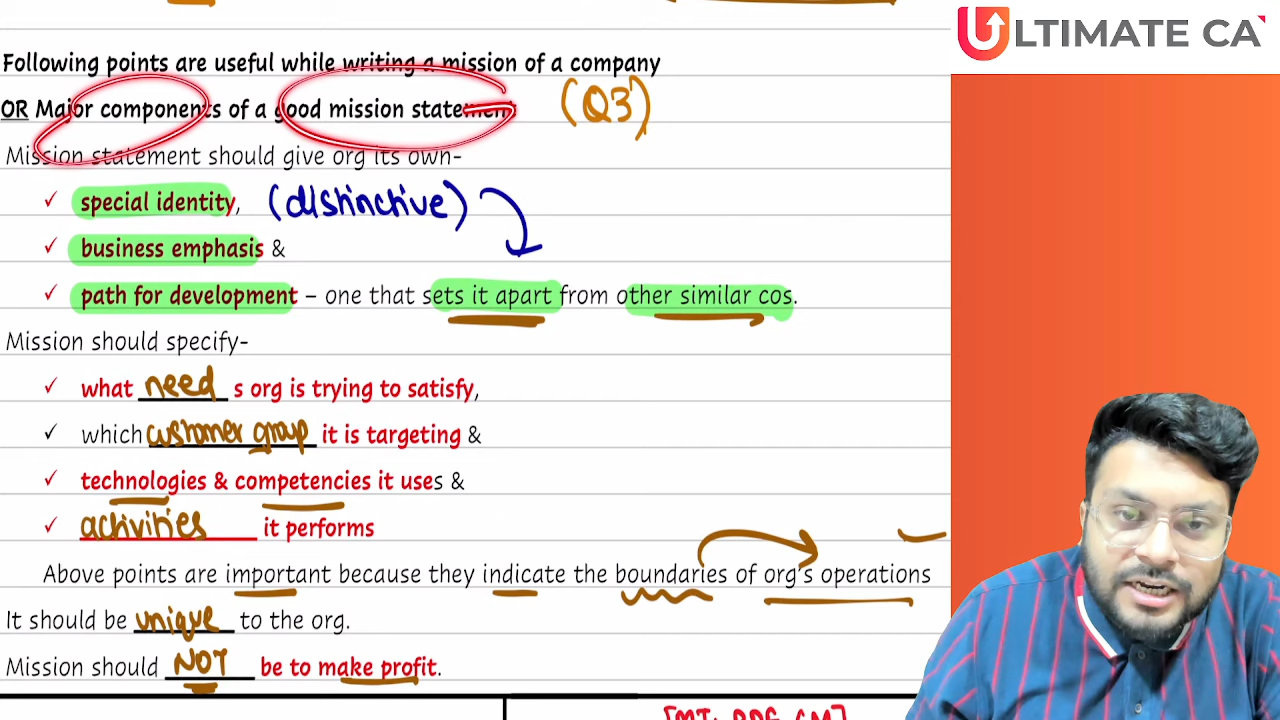 ULTIMATE CA
Following points are useful while writing a mission of a company
OR Major components of a good mission statement (Q3)
Mission statement should give org its own-
✓ special identity, (distinctive)
✓ business emphasis &
✓ path for development – one that sets it apart from other similar cos.
Mission should specify-
✓ what need s org is trying to satisfy,
✓ which customer group it is targeting &
✓ technologies & competencies it uses &
✓ activities it performs
Above points are important because they indicate the boundaries of org's operations
It should be unique to the org.
Mission should NOT be to make profit.